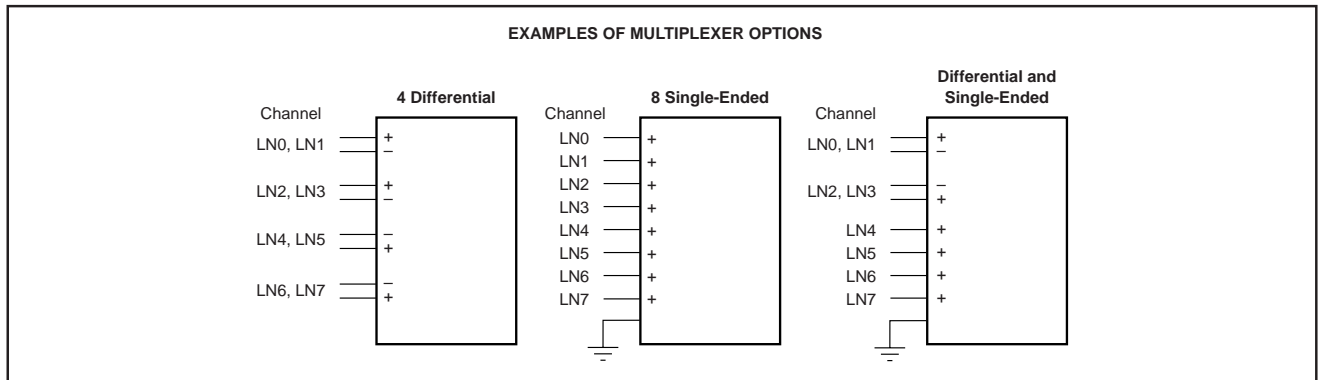 EXAMPLES OF MULTIPLEXER OPTIONS
4 Differential
Channel
LN0, LN1
+
–
LN2, LN3
+
–
LN4, LN5
–
+
LN6, LN7
–
+
8 Single-Ended
Channel
LN0 +
LN1 +
LN2 +
LN3 +
LN4 +
LN5 +
LN6 +
LN7 +
Differential and
Single-Ended
Channel
LN0, LN1
+
–
LN2, LN3
–
+
LN4 +
LN5 +
LN6 +
LN7 +